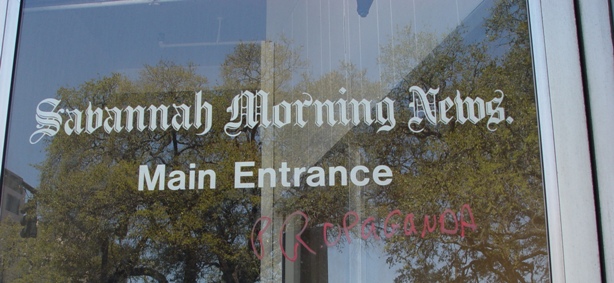 Savannah Morning News.
Main Entrance
PROPAGANDA